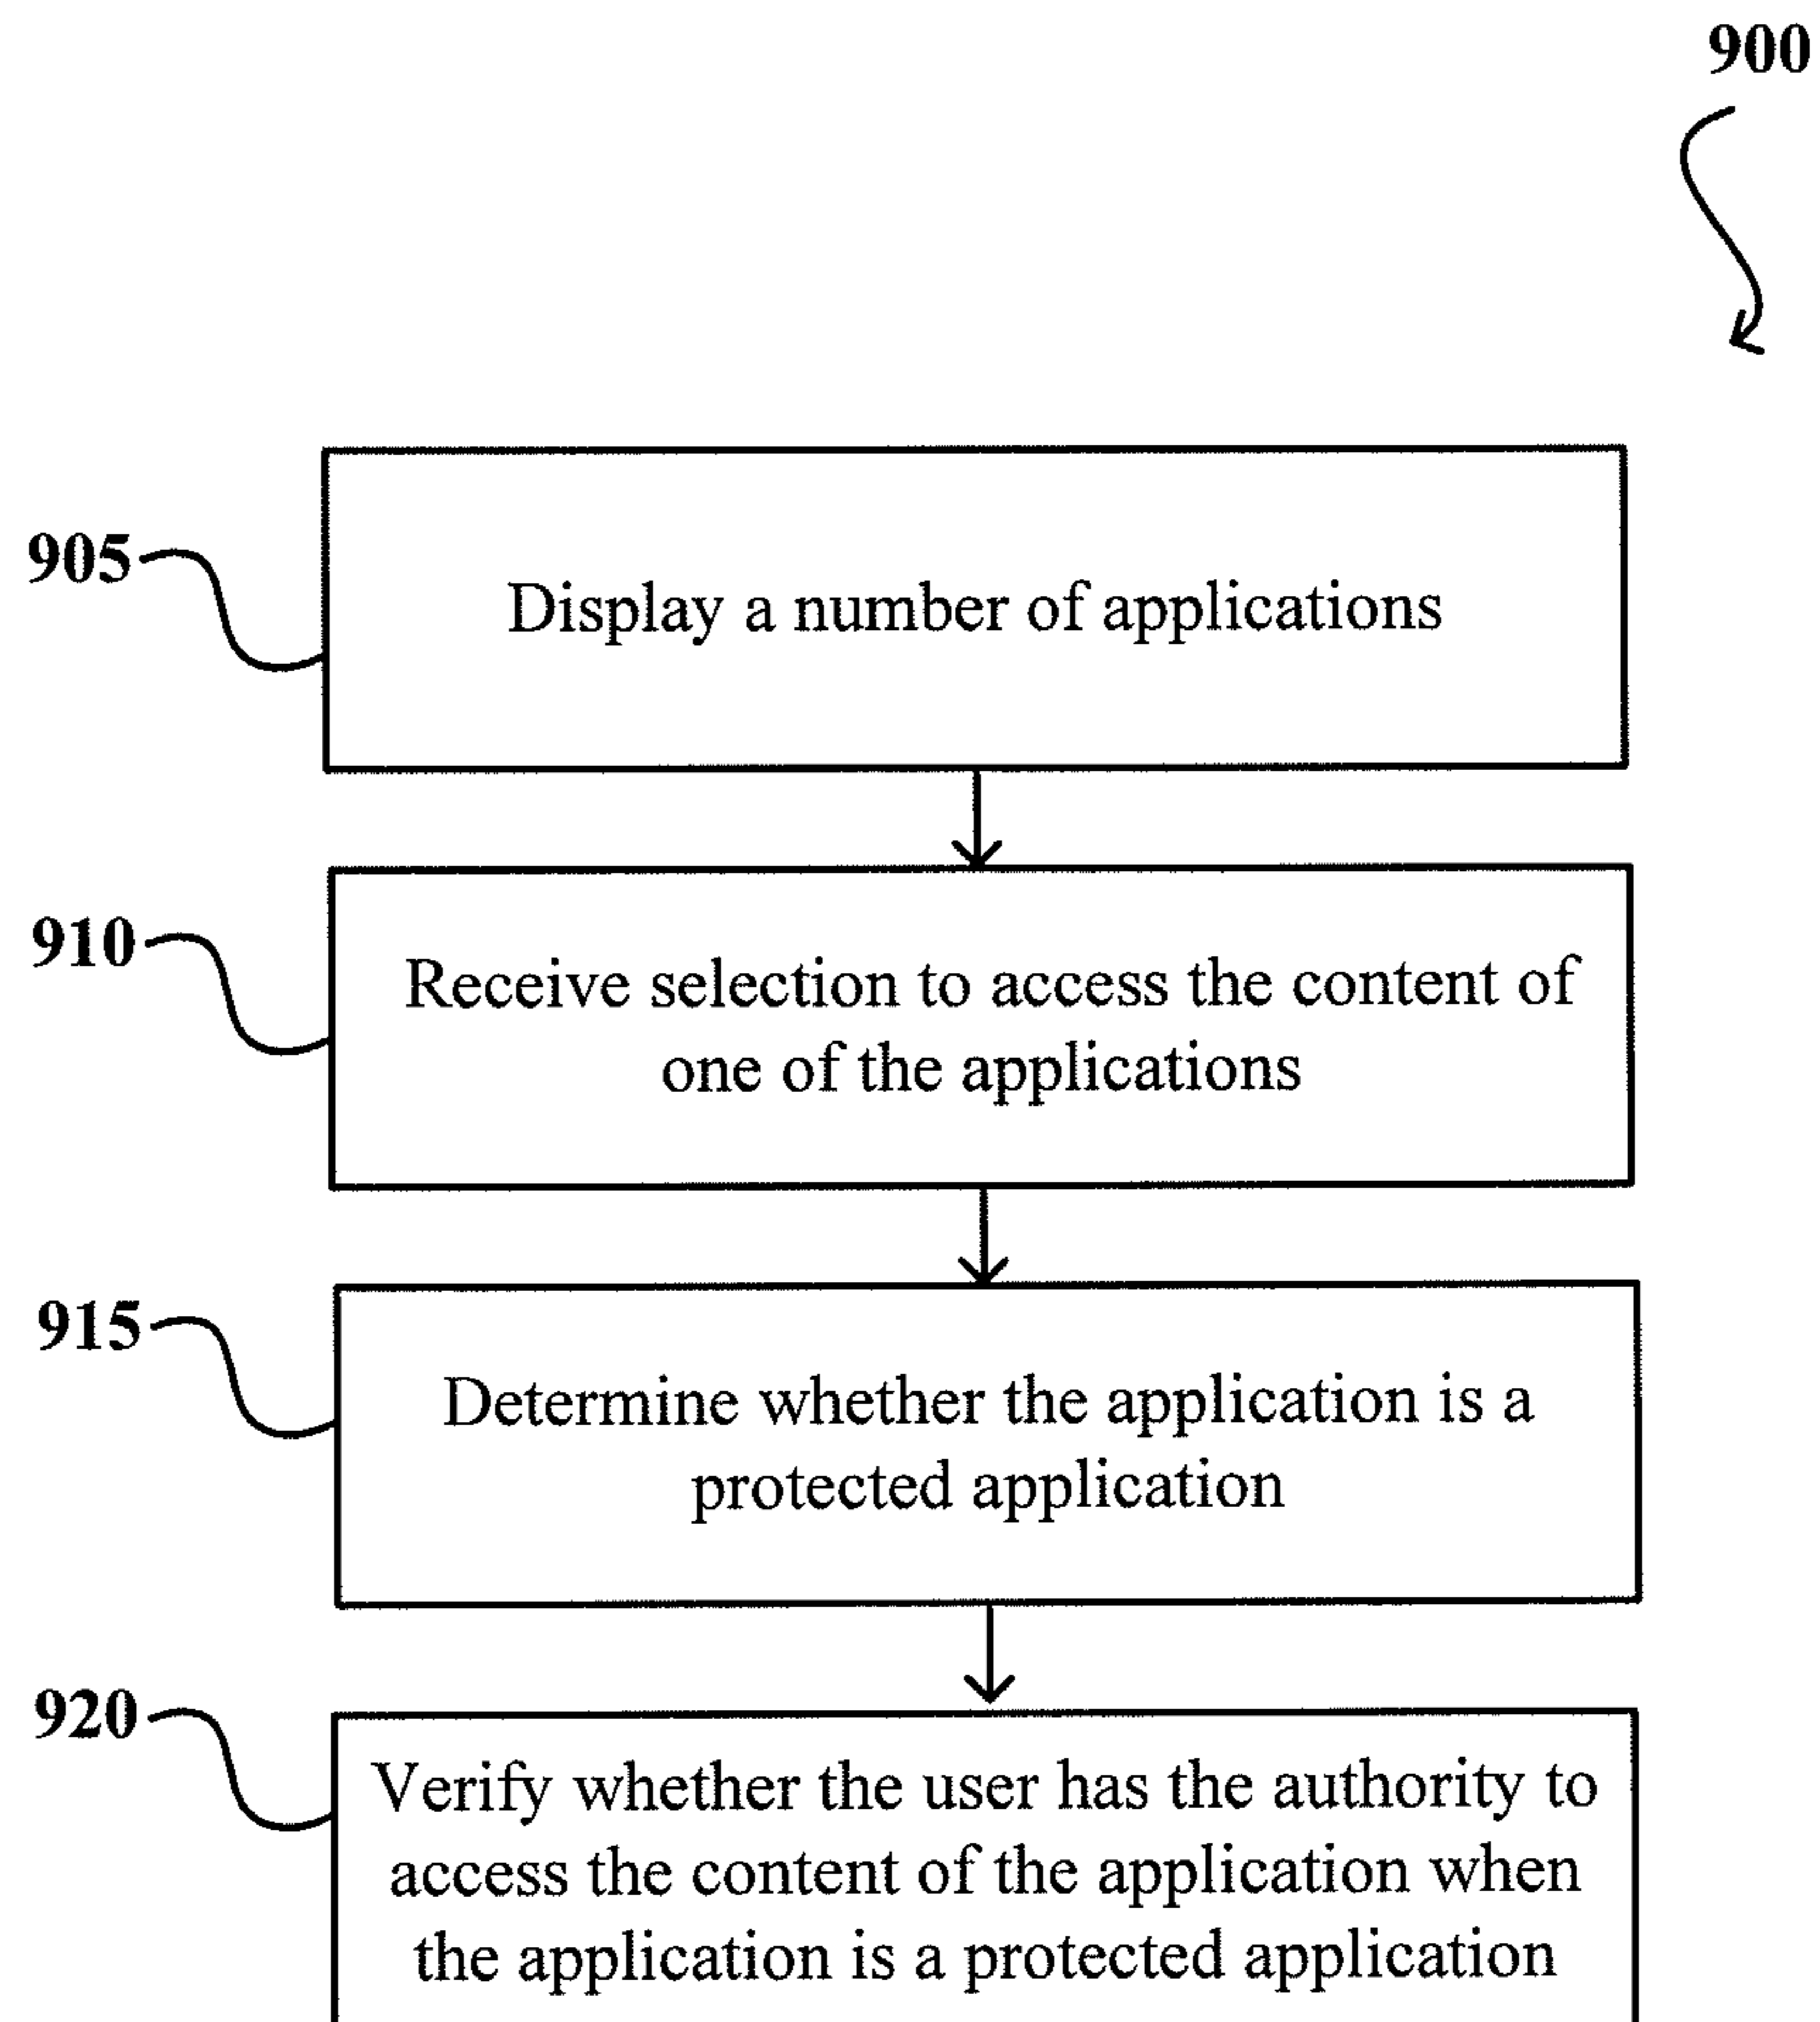 900
905
Display a number of applications
910
Receive selection to access the content of
one of the applications
915
Determine whether the application is a
protected application
920
Verify whether the user has the authority to
access the content of the application when
the application is a protected application